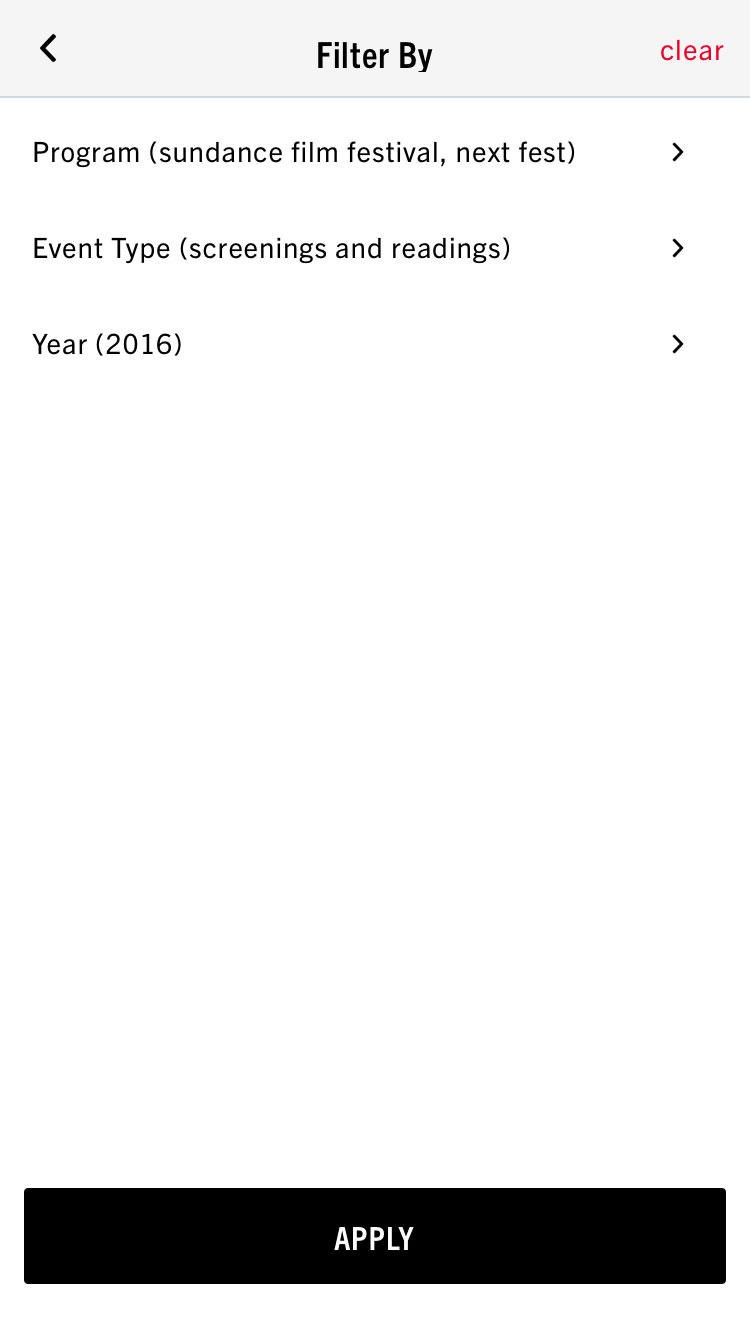 Filter By
clear
Program (sundance film festival, next fest)
Event Type (screenings and readings)
Year (2016)
APPLY